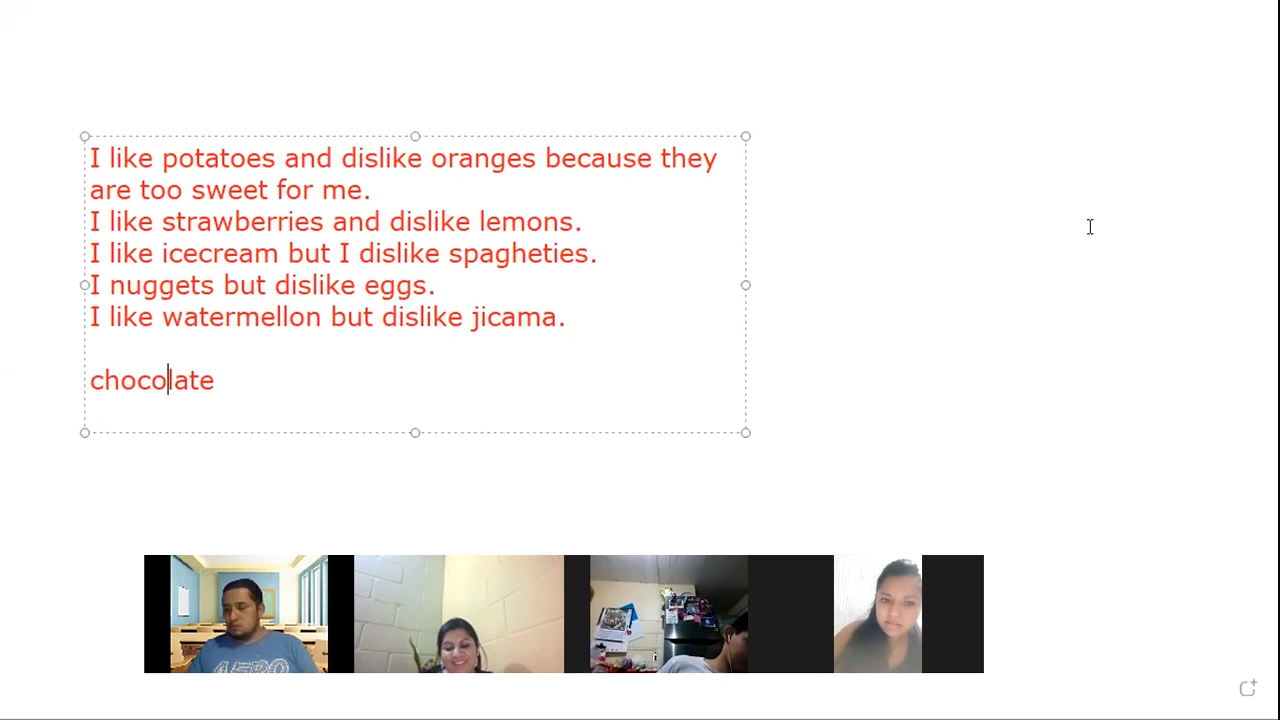 I like potatoes and dislike oranges because they
are too sweet for me.
I like strawberries and dislike lemons.
I like icecream but I dislike spagheties.
I nuggets but dislike eggs.
I like watermellon but dislike jicama.
chocolate
AERO